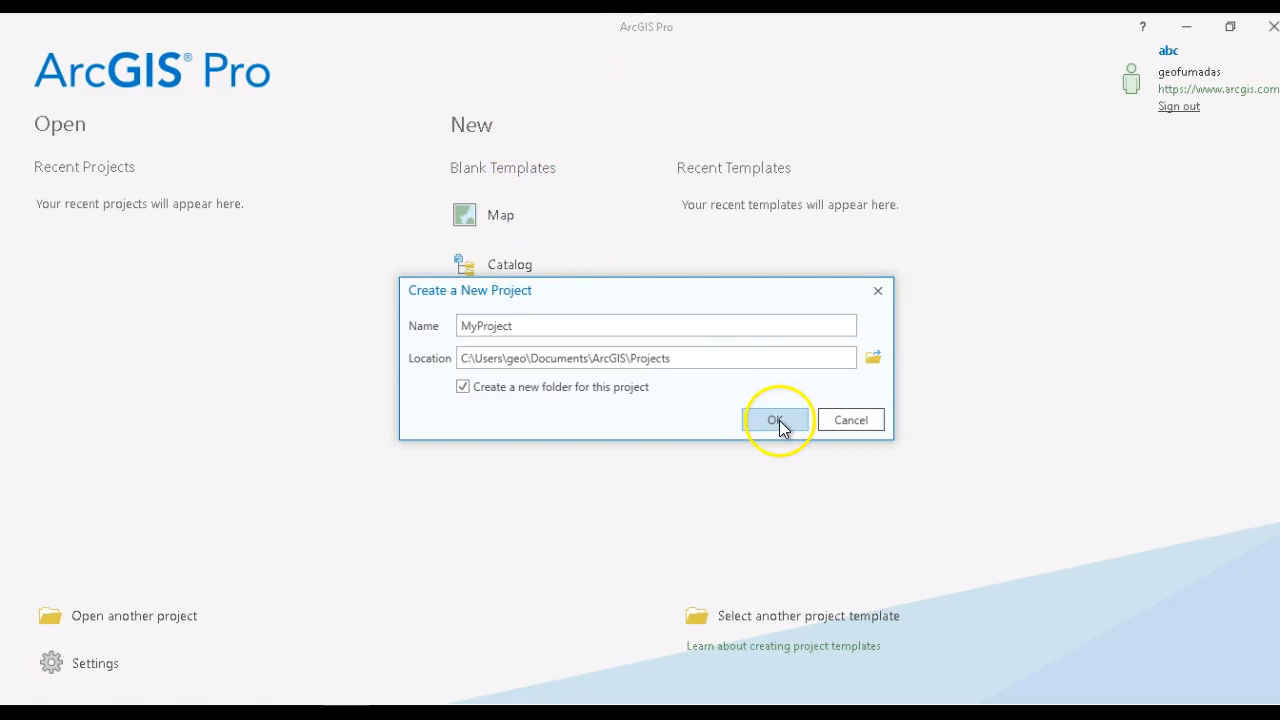 ArcGIS Pro
?
ArcGIS® Pro
abc
geofumadas
https://www.arcgis.com
Sign out
Open
New
Recent Projects
Blank Templates
Recent Templates
Your recent projects will appear here.
Map
Your recent templates will appear here.
Catalog
Create a New Project
Name
MyProject
Location
C:\Users\geo\Documents\ArcGIS\Projects
Create a new folder for this project
OK
Cancel
Open another project
Select another project template
Learn about creating project templates
Settings